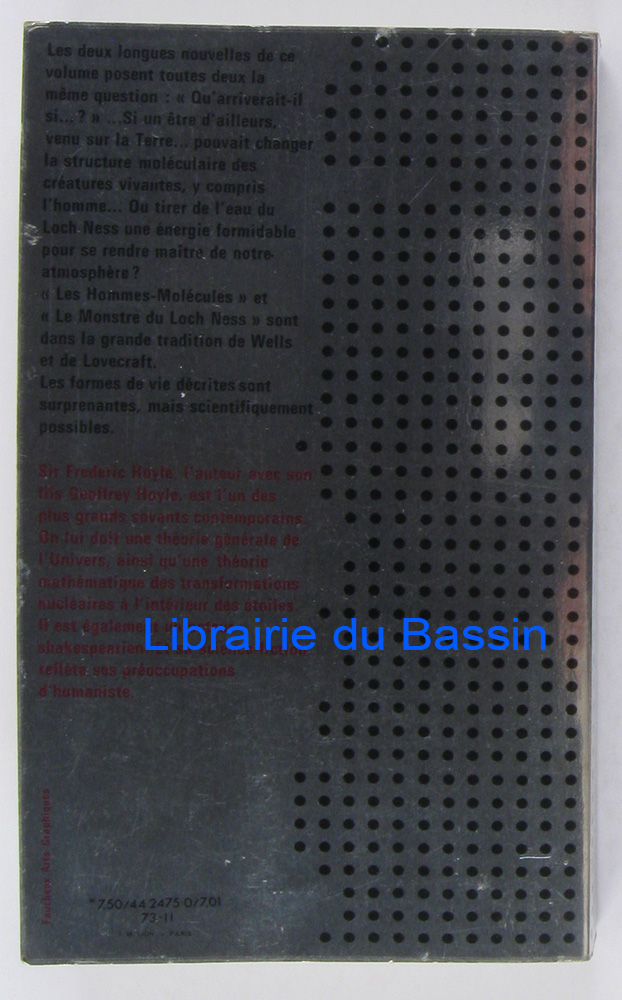 Les deux longues nouvelles de ce
volume posent toutes deux la
même question : « Qu'arriverait-il
si...? » ...Si un être d'ailleurs,
venu sur la Terre... pouvait changer
la structure moléculaire des
créatures vivantes, y compris
l'homme... Ou tirer de l'eau du
Loch Ness une énergie formidable
pour se rendre maître de notre
atmosphère?
« Les Hommes-Molécules » et
« Le Monstre du Loch Ness » sont
dans la grande tradition de Wells
et de Lovecraft.
Les formes de vie décrites sont
surprenantes, mais scientifiquement
possibles.
Sir Frederic Hoyle, l'auteur avec son
fils Geoffrey Hoyle, est l'un des
plus grands savants contemporains.
On lui doit une théorie générale de
l'Univers, ainsi qu'une théorie
mathématique des transformations
nucléaires à l'intérieur des étoiles.
Il est également
shakespearien
reflète ses préoccupations
d'humaniste.
Librairie du Bassin
Faucheux Arts Graphiques
7,50/44 2475 0/7,01
73-11
PARIS